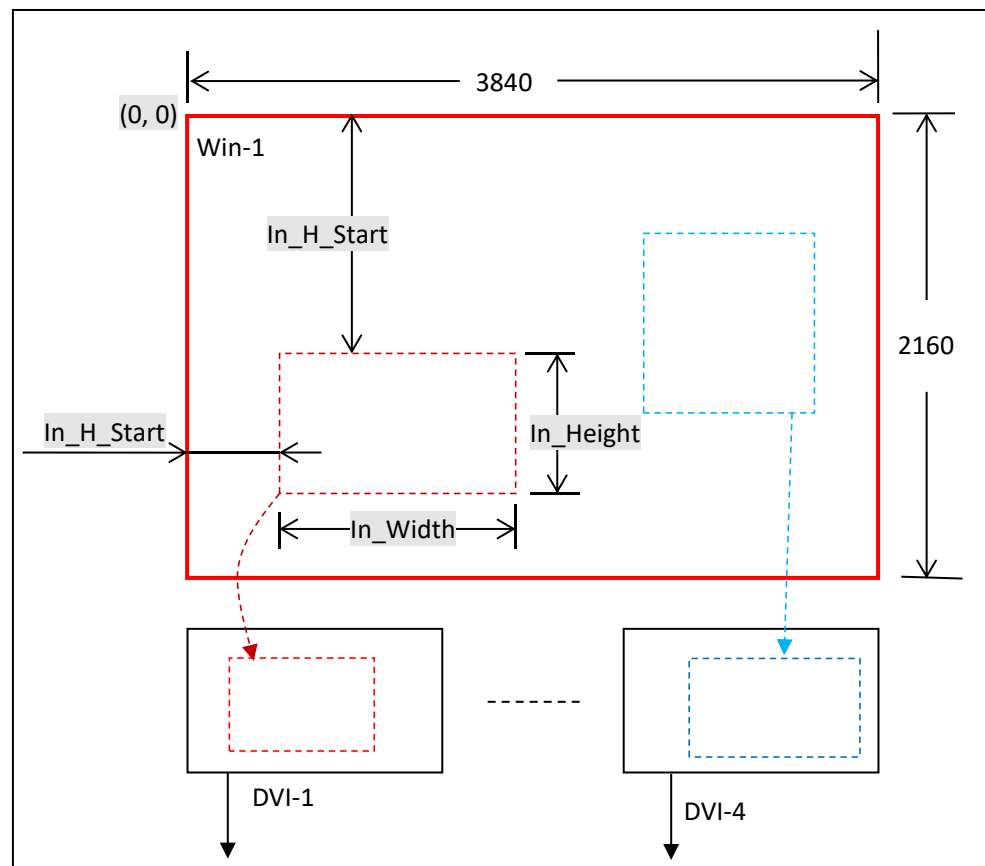 3840
(0, 0)
Win-1
In_H_Start
2160
In_H_Start
In_Height
In_Width
DVI-1
DVI-4